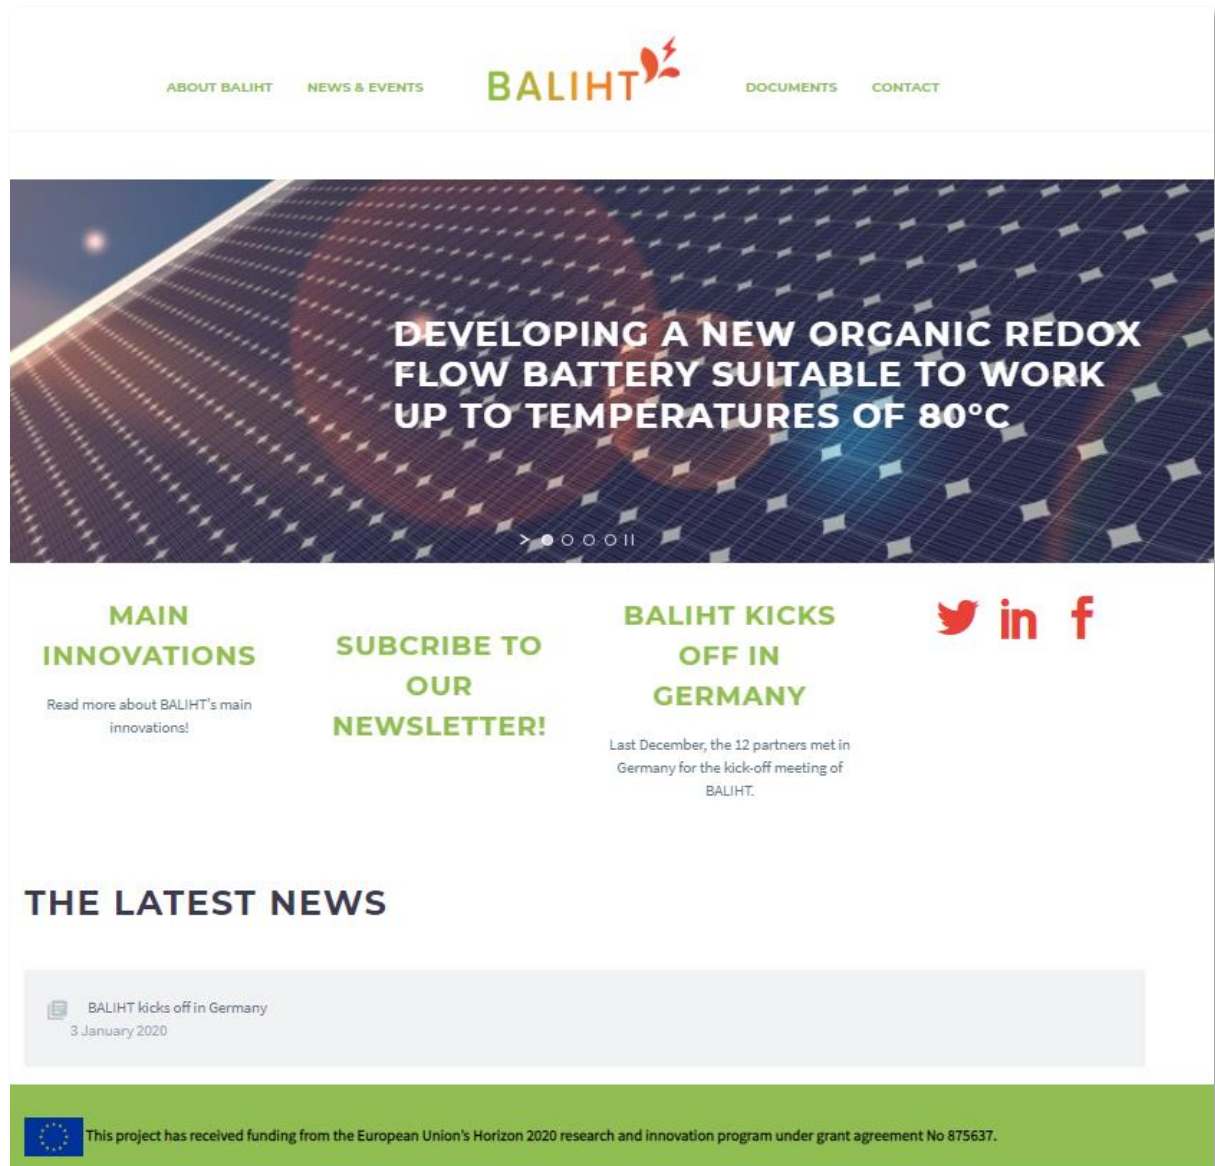 ABOUT BALIHT
NEWS & EVENTS
BALIHT
DOCUMENTS
CONTACT
DEVELOPING A NEW ORGANIC REDOX
FLOW BATTERY SUITABLE TO WORK
UP TO TEMPERATURES OF 80°C
MAIN
INNOVATIONS
Read more about BALIHT's main
innovations!
SUBCRIBE TO
OUR
NEWSLETTER!
BALIHT KICKS
OFF IN
GERMANY
Last December, the 12 partners met in
Germany for the kick-off meeting of
BALIHT.
THE LATEST NEWS
BALIHT kicks off in Germany
3 January 2020
This project has received funding from the European Union's Horizon 2020 research and innovation program under grant agreement No 875637.